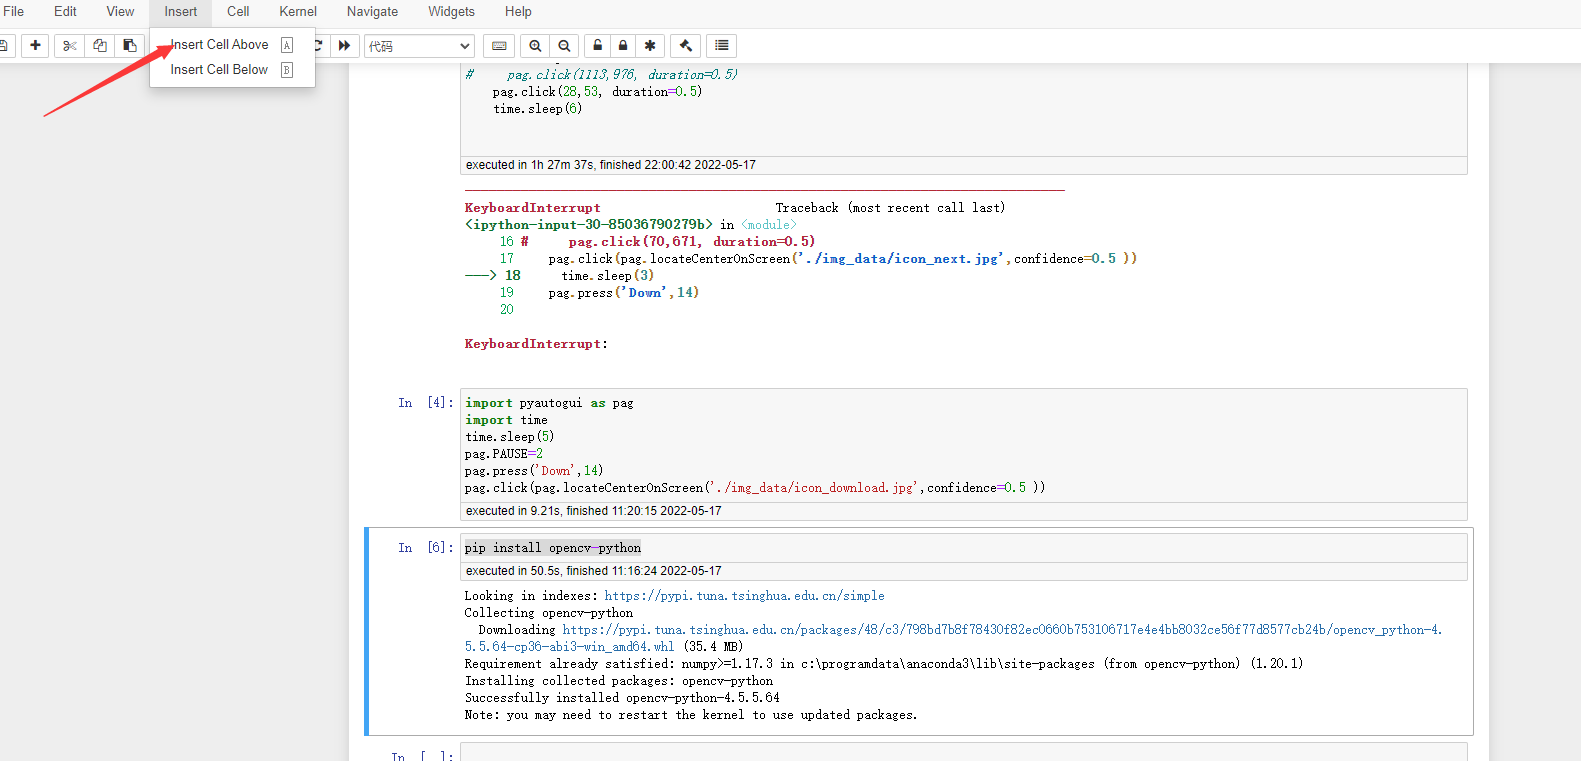 File Edit View Insert Cell Kernel Navigate Widgets Help
Insert Cell Above A
Insert Cell Below B
代码
# pag.click(1113,976, duration=0.5)
pag.click(28,53, duration=0.5)
time.sleep(6)
executed in 1h 27m 37s, finished 22:00:42 2022-05-17
KeyboardInterrupt Traceback (most recent call last)
<ipython-input-30-85036790279b> in <module>
16 # pag.click(70,671, duration=0.5)
17 pag.click(pag.locateCenterOnScreen('./img_data/icon_next.jpg',confidence=0.5 ))
---> 18 time.sleep(3)
19 pag.press('Down',14)
20
KeyboardInterrupt:
In [4]: import pyautogui as pag
import time
time.sleep(5)
pag.PAUSE=2
pag.press('Down',14)
pag.click(pag.locateCenterOnScreen('./img_data/icon_download.jpg',confidence=0.5 ))
executed in 9.21s, finished 11:20:15 2022-05-17
In [6]: pip install opencv-python
executed in 50.5s, finished 11:16:24 2022-05-17
Looking in indexes: https://pypi.tuna.tsinghua.edu.cn/simple
Collecting opencv-python
Downloading https://pypi.tuna.tsinghua.edu.cn/packages/48/c3/798bd7b8f78430f82ec0660b753106717e4e4bb8032ce56f77d8577cb24b/opencv_python-4.
5.5.64-cp36-abi3-win_amd64.whl (35.4 MB)
Requirement already satisfied: numpy>=1.17.3 in c:\programdata\anaconda3\lib\site-packages (from opencv-python) (1.20.1)
Installing collected packages: opencv-python
Successfully installed opencv-python-4.5.5.64
Note: you may need to restart the kernel to use updated packages.
In [ ]: